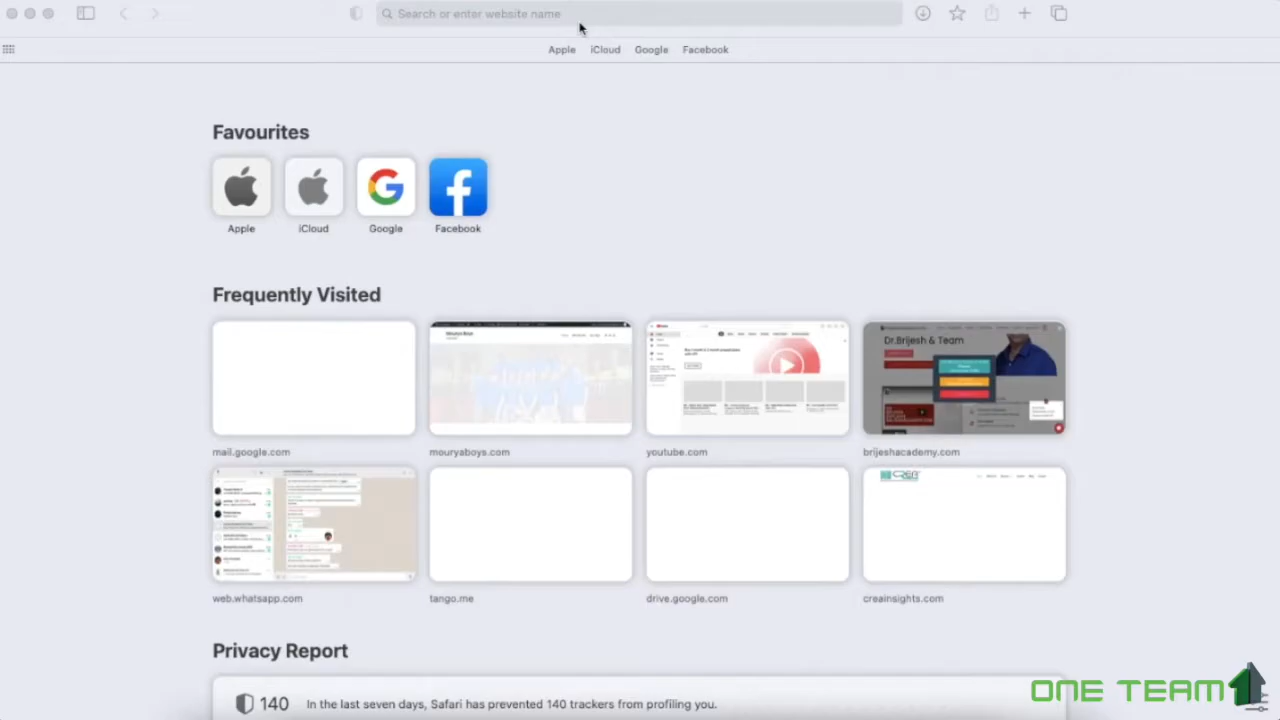 Search or enter website name
Apple iCloud Google Facebook
Favourites
Apple iCloud Google Facebook
Frequently Visited
Dr.Brijesh & Team
mail.google.com mouryaboys.com youtube.com brijeshacademy.com
web.whatsapp.com tango.me drive.google.com creainsights.com
Privacy Report
140 In the last seven days, Safari has prevented 140 trackers from profiling you.
ONE TEAM